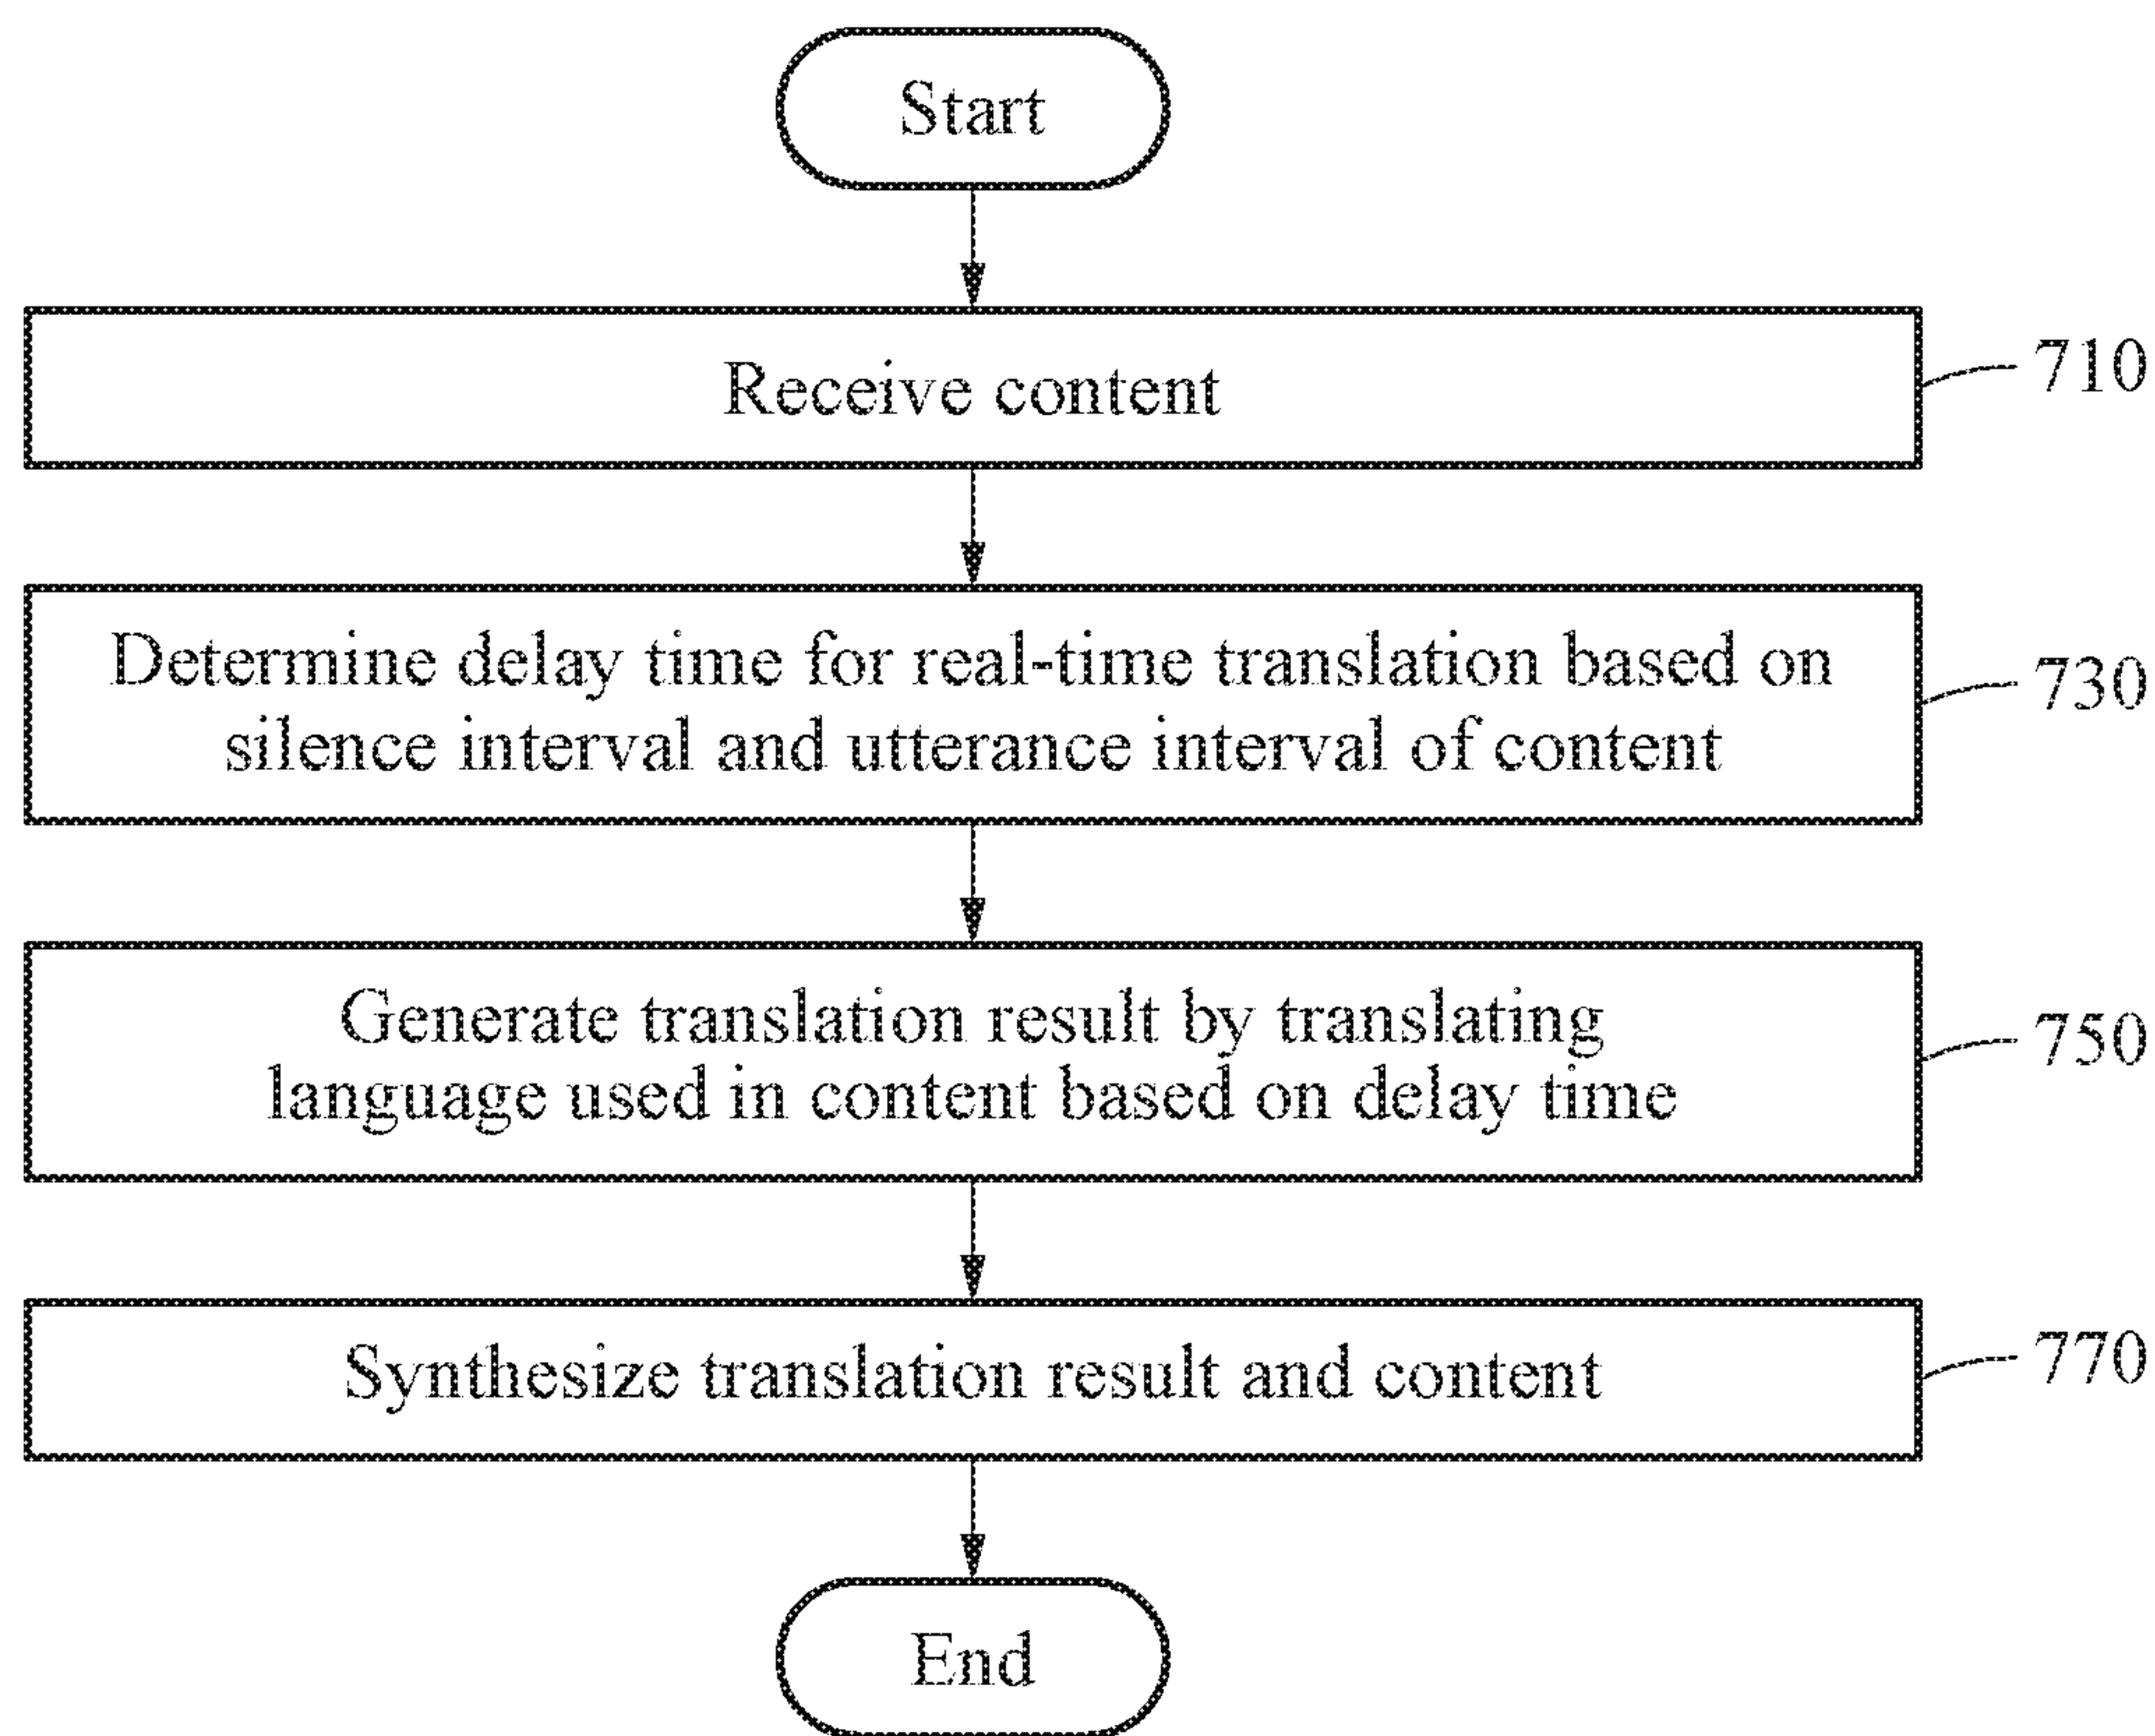 Start
Receive content
710
Determine delay time for real-time translation based on
silence interval and utterance interval of content
730
Generate translation result by translating
language used in content based on delay time
750
Synthesize translation result and content
770
End